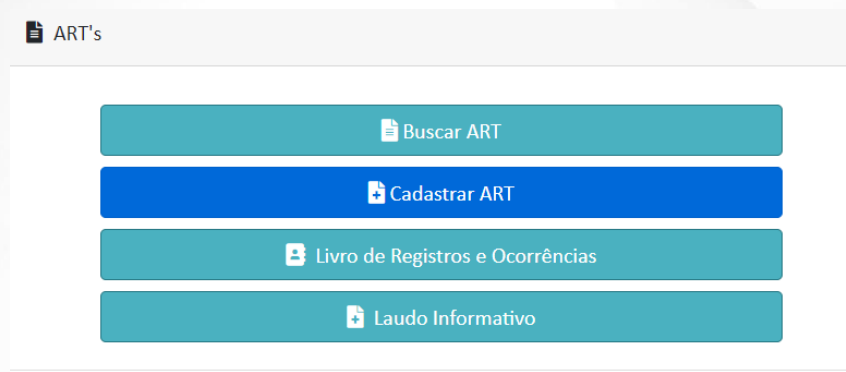 ART's
Buscar ART
Cadastrar ART
Livro de Registros e Ocorrências
Laudo Informativo